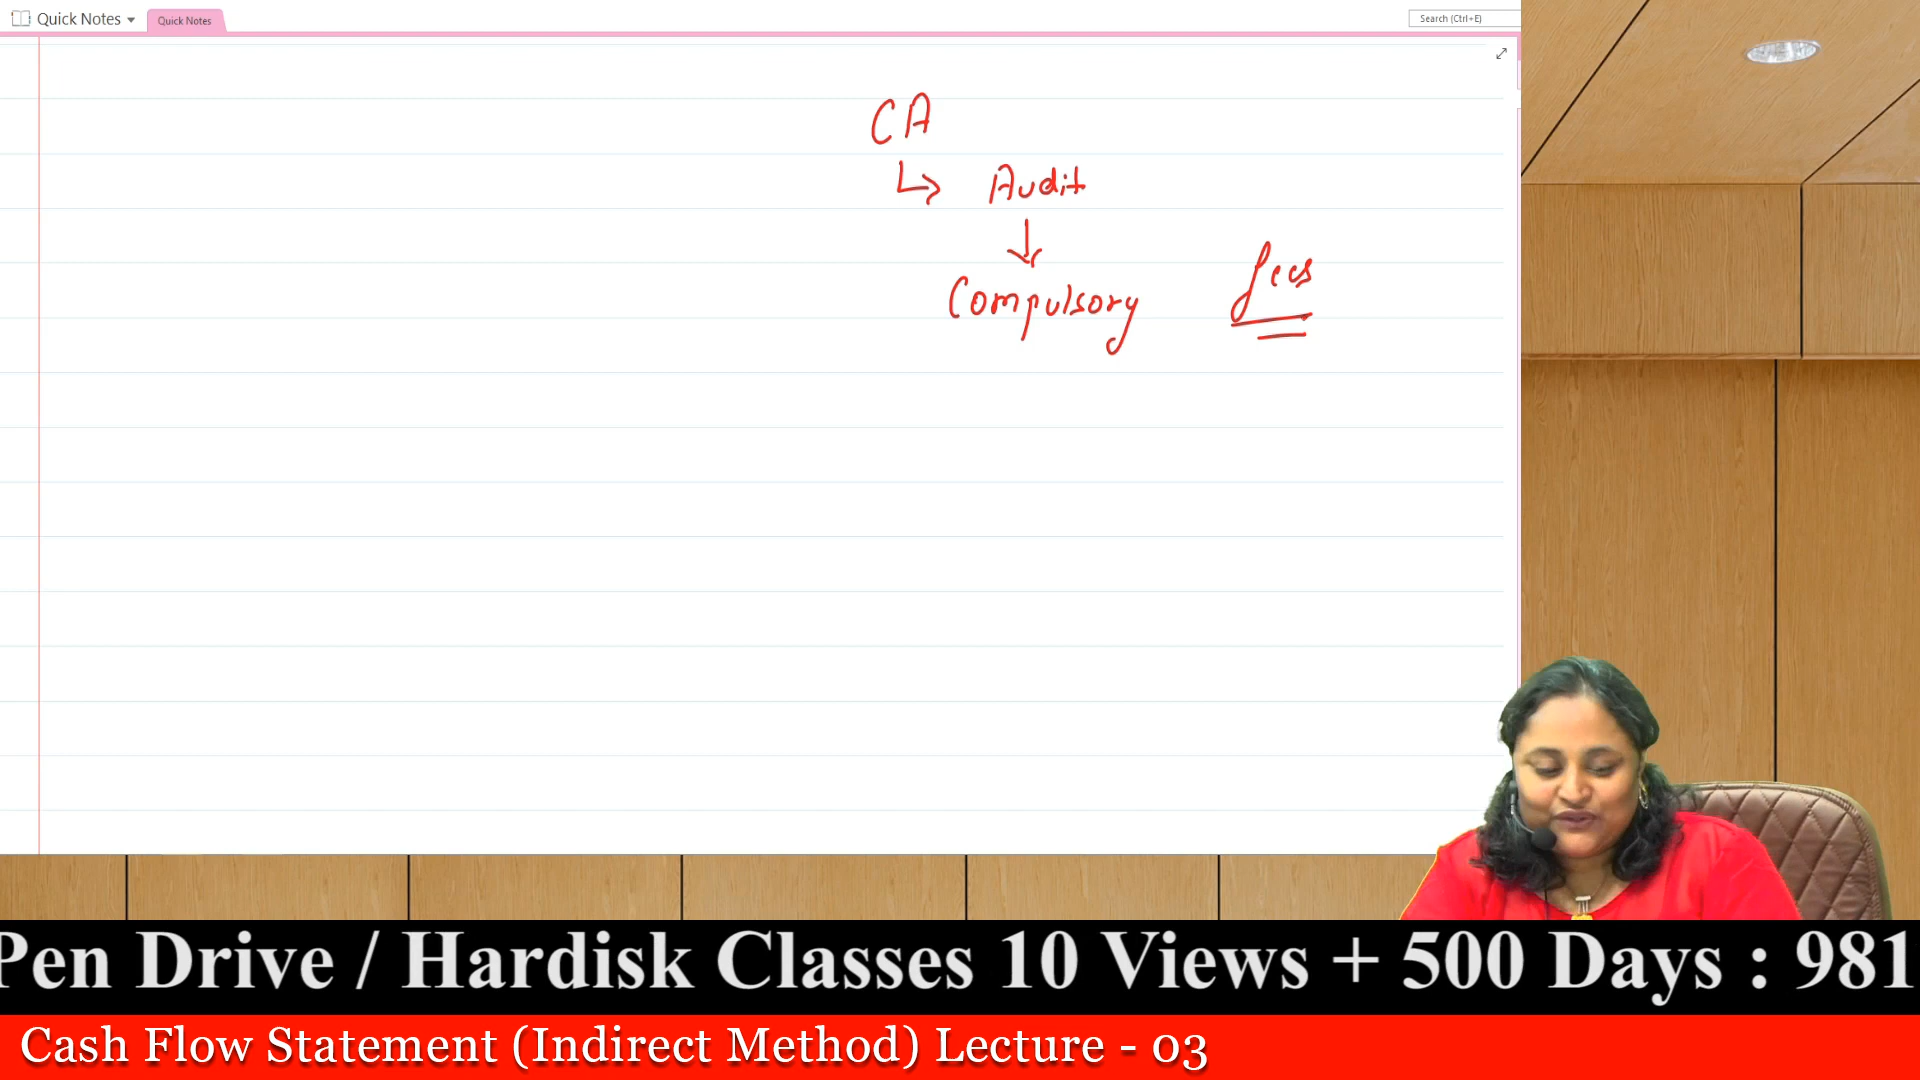 Quick Notes
Quick Notes
Search (Ctrl+E)
CA
Audit
Compulsory
fees
Pen Drive / Hardisk Classes 10 Views + 500 Days : 981
Cash Flow Statement (Indirect Method) Lecture - 03